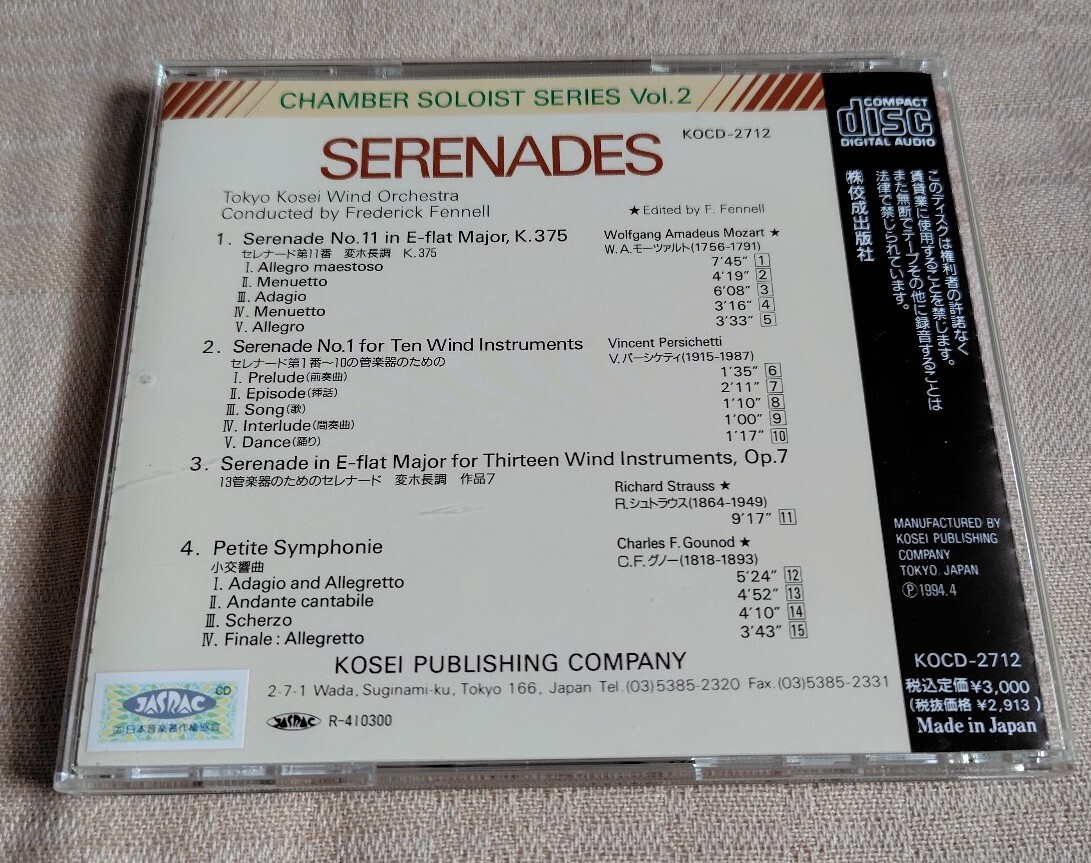 CHAMBER SOLOIST SERIES Vol.2
KOCD-2712
SERENADES
Tokyo Kosei Wind Orchestra
Conducted by Frederick Fennell
★Edited by F. Fennell
1. Serenade No.11 in E-flat Major, K.375 Wolfgang Amadeus Mozart ★
セレナード第11番 変ホ長調 K.375 W.A.モーツァルト(1756-1791)
I. Allegro maestoso 7'45" 1
II. Menuetto 4'19" 2
III. Adagio 6'08" 3
IV. Menuetto 3'16" 4
V. Allegro 3'33" 5
2. Serenade No.1 for Ten Wind Instruments Vincent Persichetti
セレナード第1番〜10の管楽器のための V.パーシケティ(1915-1987)
I. Prelude(前奏曲) 1'35" 6
II. Episode(挿話) 2'11" 7
III. Song(歌) 1'10" 8
IV. Interlude(間奏曲) 1'00" 9
V. Dance(踊り) 1'17" 10
3. Serenade in E-flat Major for Thirteen Wind Instruments, Op.7
13管楽器のためのセレナード 変ホ長調 作品7
Richard Strauss ★
R.シュトラウス(1864-1949)
9'17" 11
4. Petite Symphonie Charles F. Gounod ★
小交響曲 C.F.グノー(1818-1893)
I. Adagio and Allegretto 5'24" 12
II. Andante cantabile 4'52" 13
III. Scherzo 4'10" 14
IV. Finale : Allegretto 3'43" 15
KOSEI PUBLISHING COMPANY
2-7-1 Wada, Suginami-ku, Tokyo 166, Japan Tel.(03)5385-2320 Fax.(03)5385-2331
CD
JASRAC
JASRAC R-410300
COMPACT
disc
DIGITAL AUDIO
このディスクは権利者の許諾なく
賃貸業に使用することを禁じます。
また無断でテープその他に録音することは
法律で禁じられています。
㈱佼成出版社
MANUFACTURED BY
KOSEI PUBLISHING
COMPANY
TOKYO. JAPAN
Ⓟ1994.4
KOCD-2712
税込定価¥3,000
(税抜価格 ¥2,913 )
Made in Japan